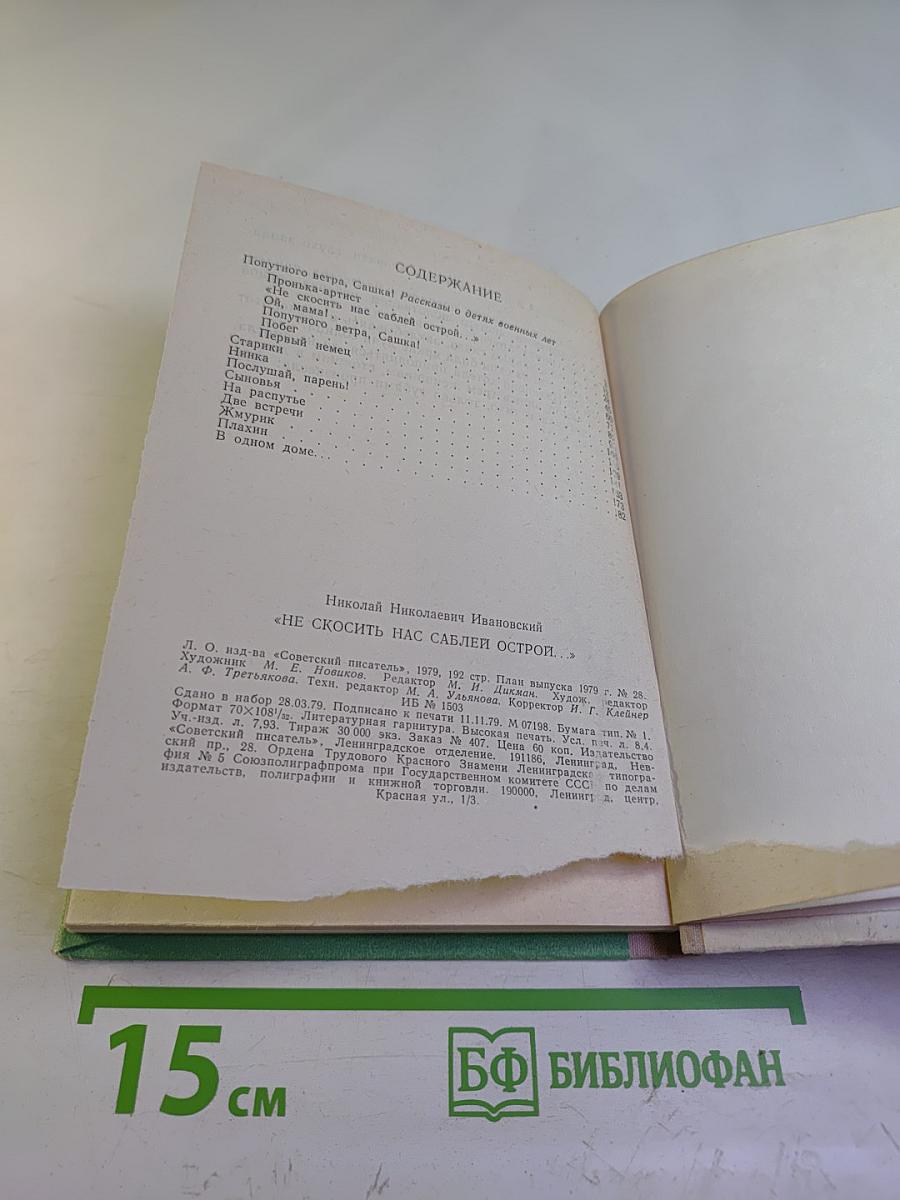 СОДЕРЖАНИЕ
Попутного ветра, Сашка! Рассказы о детях военных лет
Пронька-артист
«Не скосить нас саблей острой...»
Ой, мама!
Попутного ветра, Сашка!
Побег
Первый немец
Старики
Нинка
Послушай, парень!
Сыновья
На распутье
Две встречи
Жмурик
Плахин 173
В одном доме... 182
Николай Николаевич Ивановский
«НЕ СКОСИТЬ НАС САБЛЕЙ ОСТРОЙ...»
Л. О. изд-ва «Советский писатель», 1979, 192 стр. План выпуска 1979 г. № 28.
Художник М. Е. Новиков. Редактор М. И. Дикман. Худож. редактор
А. Ф. Третьякова. Техн. редактор М. А. Ульянова. Корректор И. Г. Клейнер
ИБ № 1503
Сдано в набор 28.03.79. Подписано к печати 11.11.79. М 07198. Бумага тип. № 1.
Формат 70×108¹/₃₂. Литературная гарнитура. Высокая печать. Усл. печ. л. 8,4.
Уч.-изд. л. 7,93. Тираж 30 000 экз. Заказ № 407. Цена 60 коп. Издательство
«Советский писатель», Ленинградское отделение. 191186, Ленинград, Нев-
ский пр., 28. Ордена Трудового Красного Знамени Ленинградская типогра-
фия № 5 Союзполиграфпрома при Государственном комитете СССР по делам
издательств, полиграфии и книжной торговли. 190000, Ленинград, центр,
Красная ул., 1/3.
15 см
БФ БИБЛИОФАН